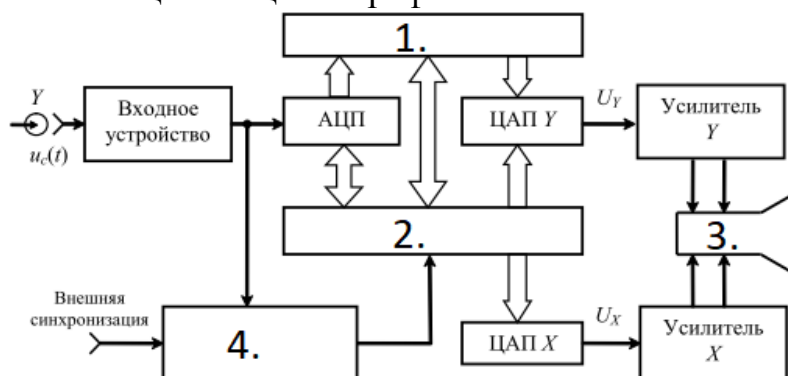 1.
Y
Входное
устройство
АЦП
ЦАП Y
U_Y
Усилитель
Y
u_c(t)
2.
3.
Внешняя
синхронизация
4.
ЦАП X
U_X
Усилитель
X